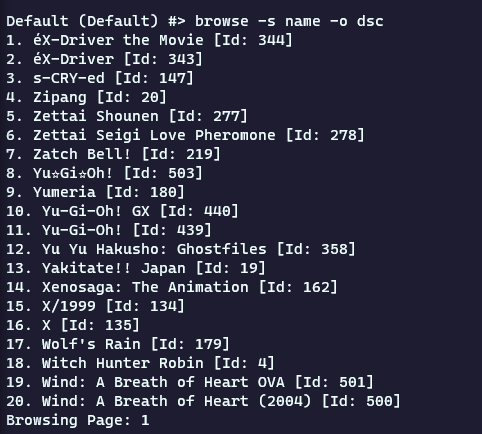 Default (Default) #> browse -s name -o dsc
1. éX-Driver the Movie [Id: 344]
2. éX-Driver [Id: 343]
3. s-CRY-ed [Id: 147]
4. Zipang [Id: 20]
5. Zettai Shounen [Id: 277]
6. Zettai Seigi Love Pheromone [Id: 278]
7. Zatch Bell! [Id: 219]
8. Yu☆Gi☆Oh! [Id: 503]
9. Yumeria [Id: 180]
10. Yu-Gi-Oh! GX [Id: 440]
11. Yu-Gi-Oh! [Id: 439]
12. Yu Yu Hakusho: Ghostfiles [Id: 358]
13. Yakitate!! Japan [Id: 19]
14. Xenosaga: The Animation [Id: 162]
15. X/1999 [Id: 134]
16. X [Id: 135]
17. Wolf's Rain [Id: 179]
18. Witch Hunter Robin [Id: 4]
19. Wind: A Breath of Heart OVA [Id: 501]
20. Wind: A Breath of Heart (2004) [Id: 500]
Browsing Page: 1